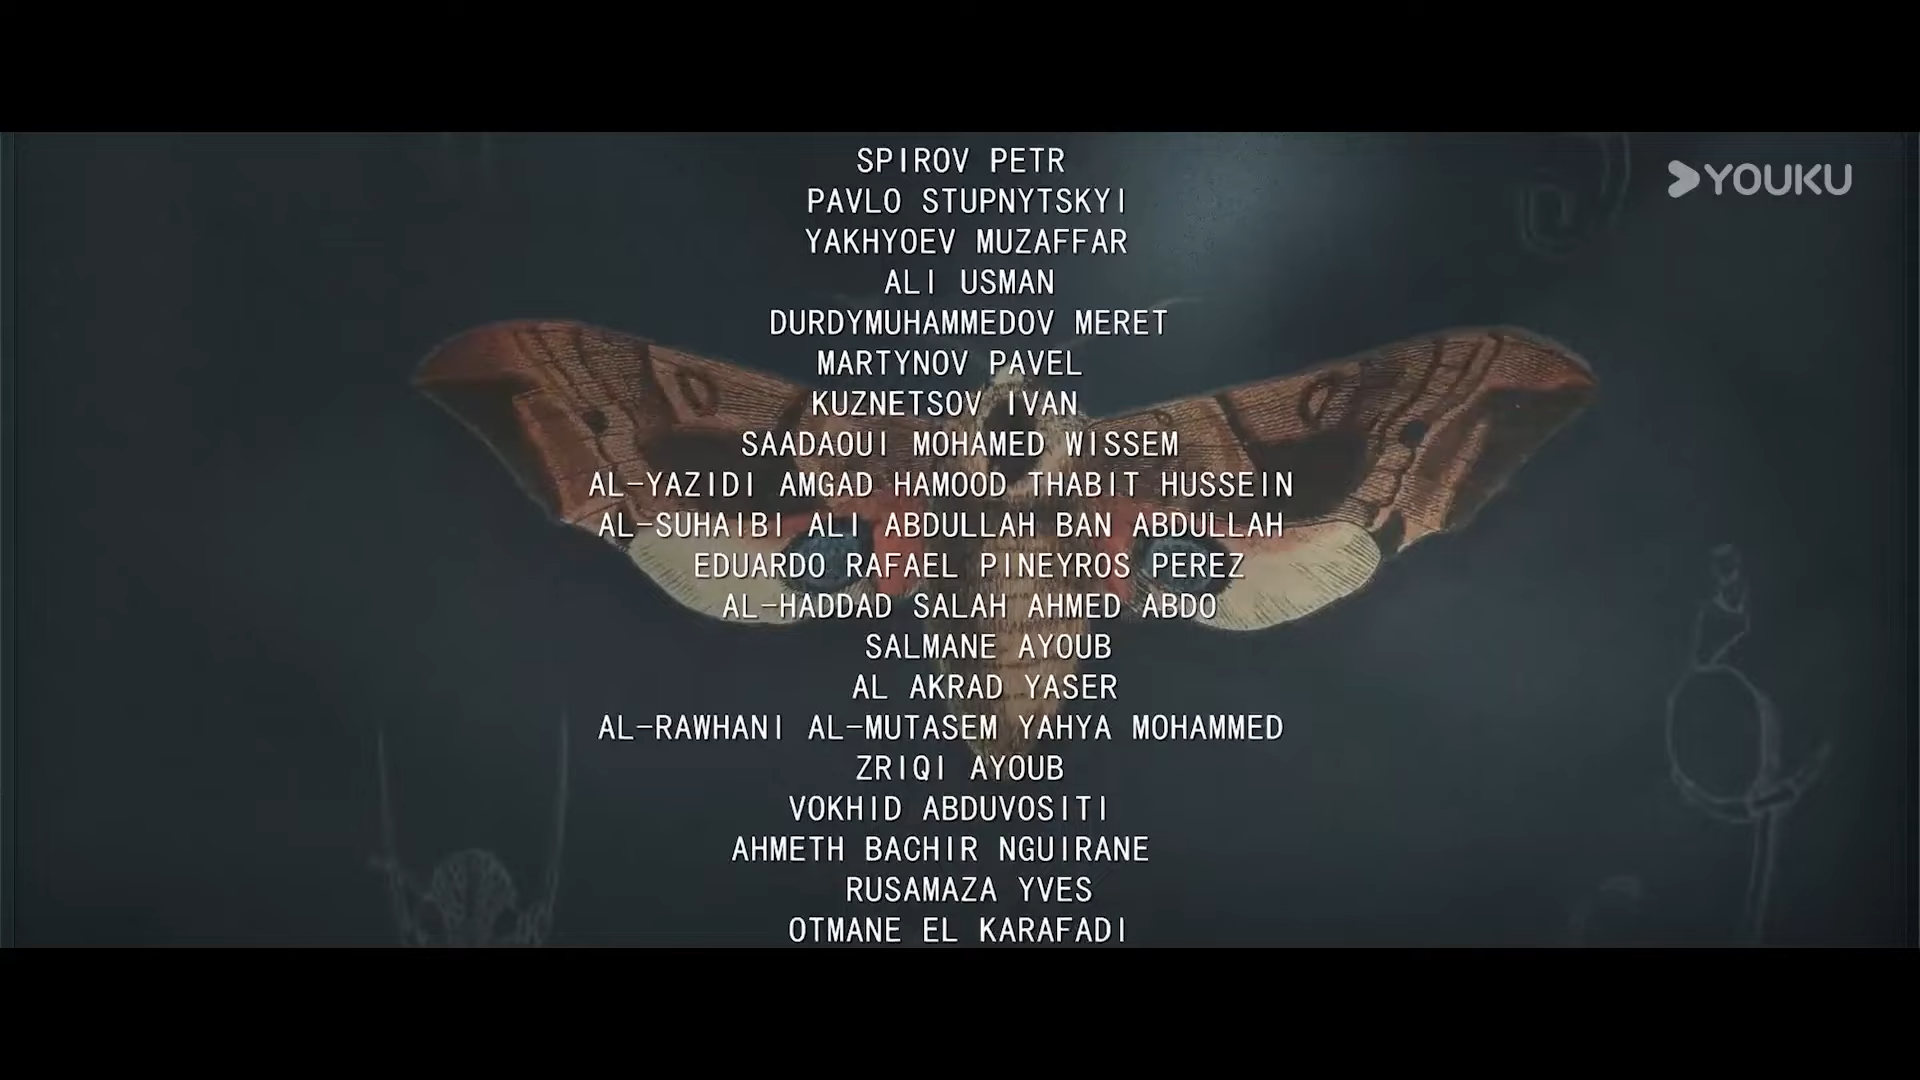 YOUKU
SPIROV PETR
PAVLO STUPNYTSKYI
YAKHYOEV MUZAFFAR
ALI USMAN
DURDYMUHAMMEDOV MERET
MARTYNOV PAVEL
KUZNETSOV IVAN
SAADAOUI MOHAMED WISSEM
AL-YAZIDI AMGAD HAMOOD THABIT HUSSEIN
AL-SUHAIBI ALI ABDULLAH BAN ABDULLAH
EDUARDO RAFAEL PINEYROS PEREZ
AL-HADDAD SALAH AHMED ABDO
SALMANE AYOUB
AL AKRAD YASER
AL-RAWHANI AL-MUTASEM YAHYA MOHAMMED
ZRIQI AYOUB
VOKHID ABDUVOSITI
AHMETH BACHIR NGUIRANE
RUSAMAZA YVES
OTMANE EL KARAFADI